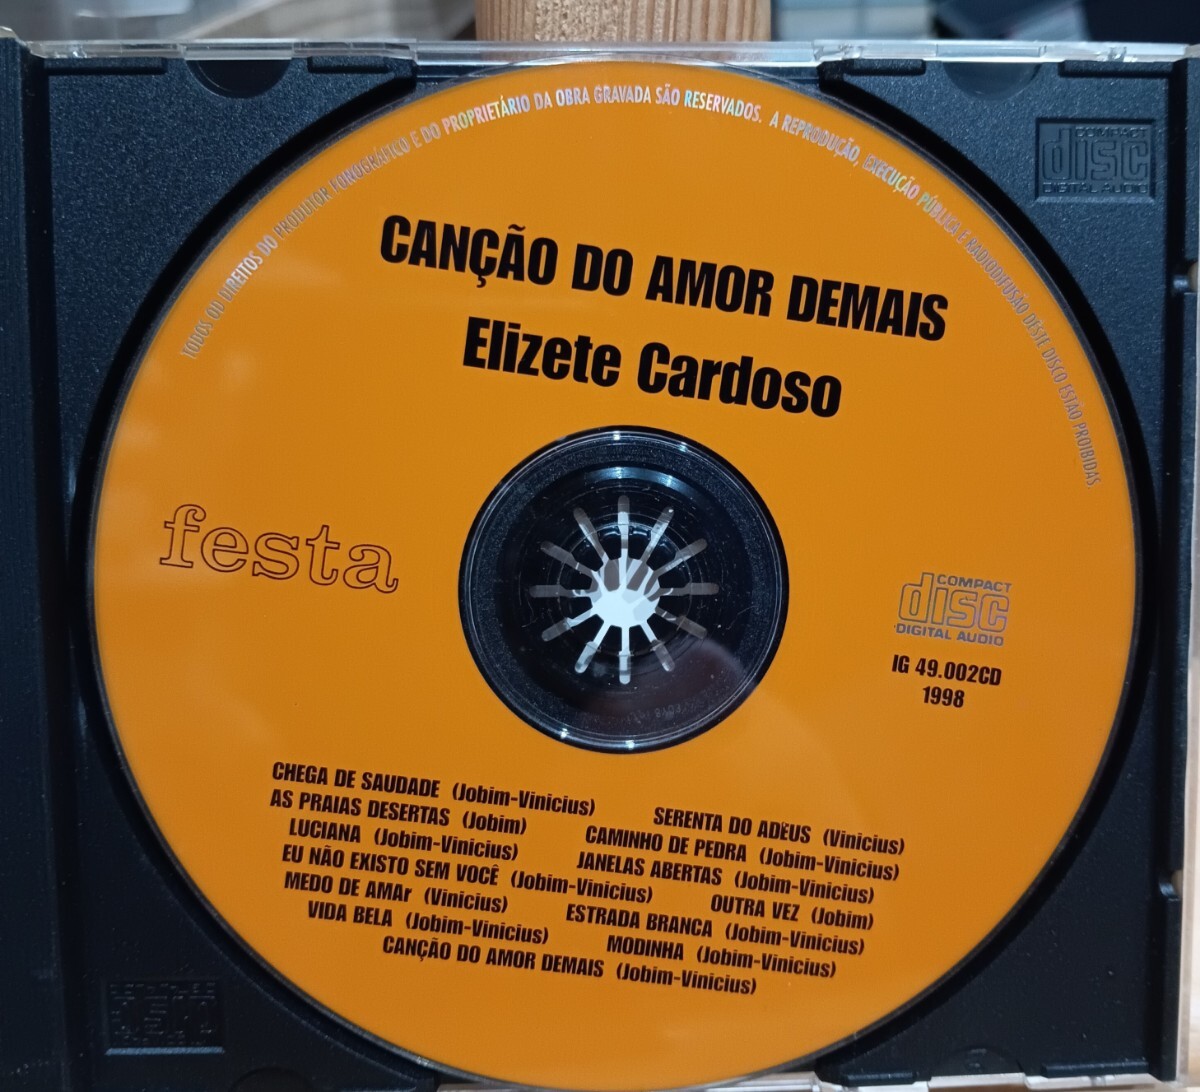 TODOS OU DIREITOS DO PRODUTOR FONOGRÁFICO E DO PROPRIETÁRIO DA OBRA GRAVADA SÃO RESERVADOS. A REPRODUÇÃO, EXECUÇÃO PÚBLICA E RADIODIFUSÃO DESTE DISCO ESTÃO PROIBIDAS.
COMPACT
disc
DIGITAL AUDIO
CANÇÃO DO AMOR DEMAIS
Elizete Cardoso
festa
COMPACT
disc
DIGITAL AUDIO
IG 49.002CD
1998
CHEGA DE SAUDADE (Jobim-Vinicius)
AS PRAIAS DESERTAS (Jobim)
LUCIANA (Jobim-Vinicius)
EU NÃO EXISTO SEM VOCÊ (Jobim-Vinicius)
MEDO DE AMAr (Vinicius)
VIDA BELA (Jobim-Vinicius)
SERENTA DO ADEUS (Vinicius)
CAMINHO DE PEDRA (Jobim-Vinicius)
JANELAS ABERTAS (Jobim-Vinicius)
OUTRA VEZ (Jobim)
ESTRADA BRANCA (Jobim-Vinicius)
MODINHA (Jobim-Vinicius)
CANÇÃO DO AMOR DEMAIS (Jobim-Vinicius)